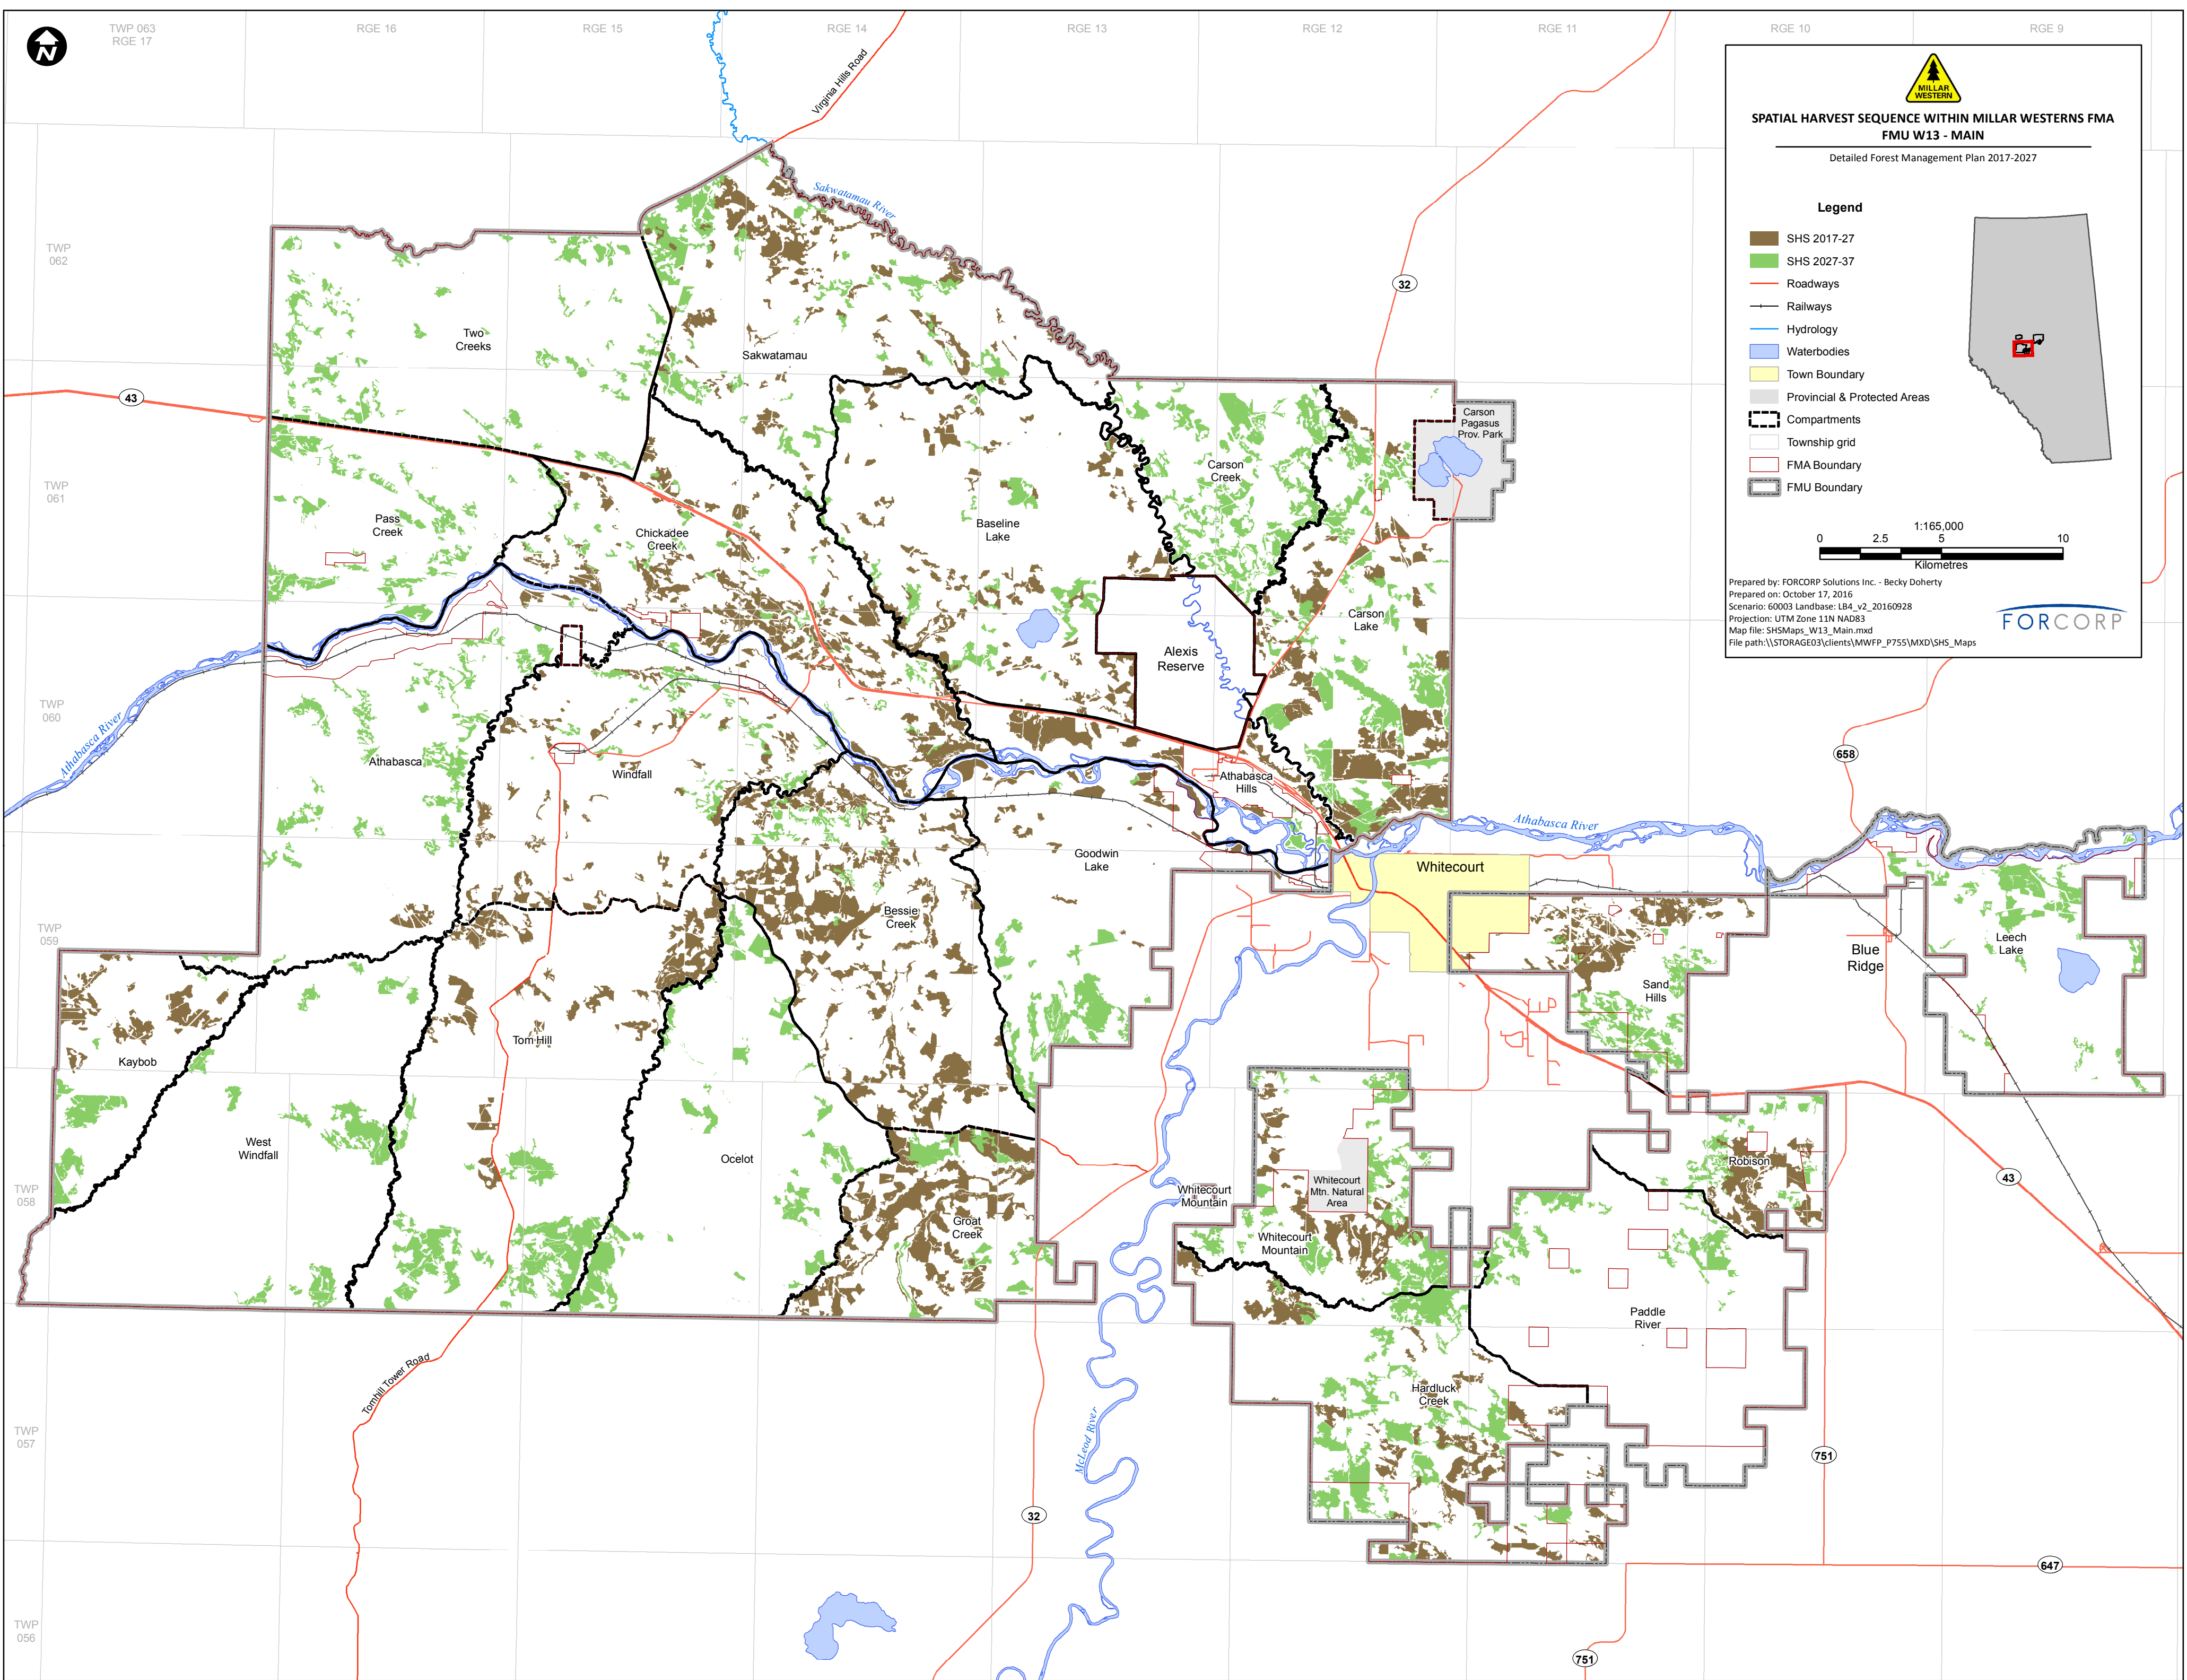 TWP 063
RGE 17
RGE 16
RGE 15
RGE 14
RGE 13
RGE 12
RGE 11
RGE 10
RGE 9
N
MILLAR
WESTERN
SPATIAL HARVEST SEQUENCE WITHIN MILLAR WESTERNS FMA
FMU W13 - MAIN
Detailed Forest Management Plan 2017-2027
Legend
SHS 2017-27
SHS 2027-37
Roadways
Railways
Hydrology
Waterbodies
Town Boundary
Provincial & Protected Areas
Compartments
Township grid
FMA Boundary
FMU Boundary
1:165,000
0 2.5 5 10
Kilometres
Prepared by: FORCORP Solutions Inc. - Becky Doherty
Prepared on: October 17, 2016
Scenario: 60003 Landbase: LB4_v2_20160928
Projection: UTM Zone 11N NAD83
Map file: SHSMaps_W13_Main.mxd
File path:\\STORAGE03\clients\MWFP_P755\MXD\SHS_Maps
FORCORP
Virginia Hills Road
Sakwatamau River
TWP
062
32
Two
Creeks
Sakwatamau
43
Carson
Pagasus
Prov. Park
Carson
Creek
TWP
061
Pass
Creek
Chickadee
Creek
Baseline
Lake
Carson
Lake
Alexis
Reserve
TWP
060
Athabasca River
Athabasca
Windfall
Athabasca
Hills
658
Athabasca River
Goodwin
Lake
Whitecourt
Bessie
Creek
TWP
059
Blue
Ridge
Leech
Lake
Sand
Hills
Kaybob
Tom Hill
West
Windfall
Ocelot
TWP
058
Robison
43
Whitecourt
Mtn. Natural
Area
Whitecourt
Mountain
Groat
Creek
Whitecourt
Mountain
Paddle
River
Tomhill Tower Road
Hardluck
Creek
McLeod River
TWP
057
751
32
647
TWP
056
751